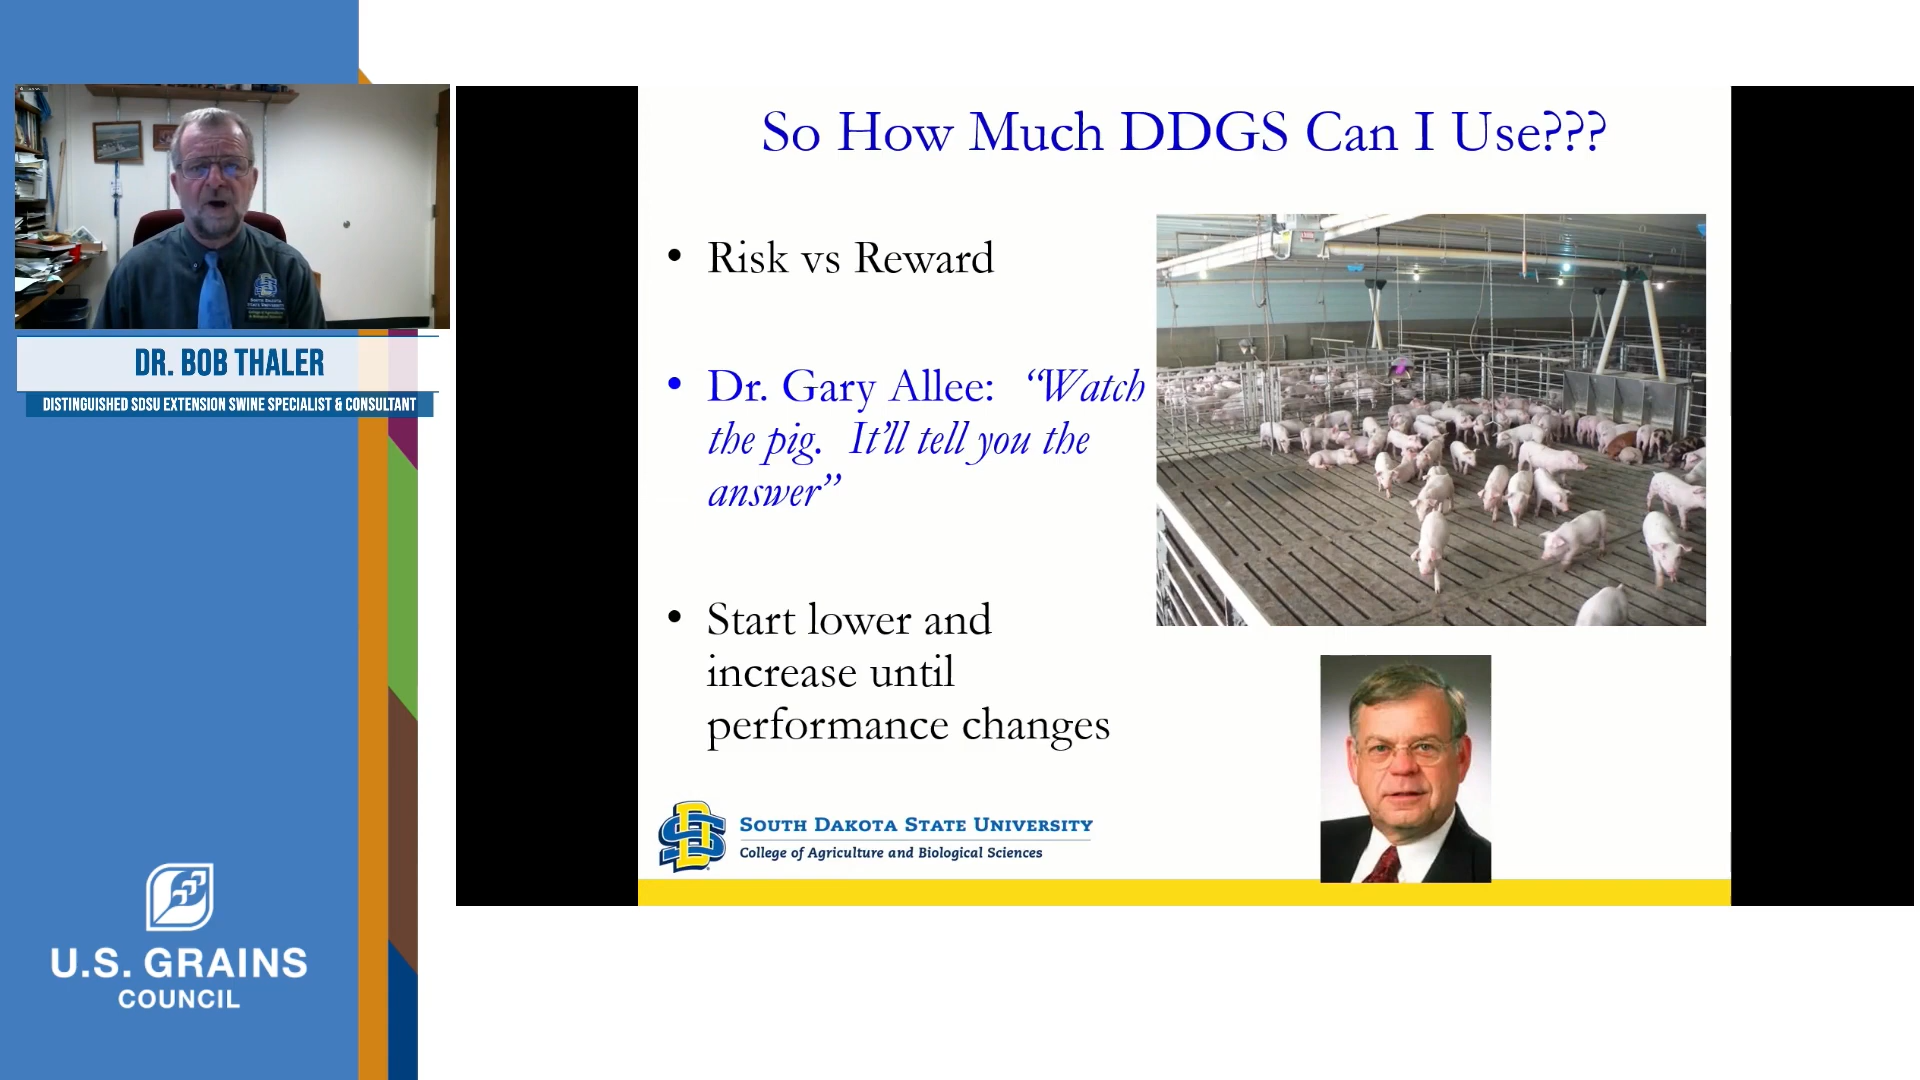 So How Much DDGS Can I Use???
• Risk vs Reward
• Dr. Gary Allee: “Watch
the pig. It’ll tell you the
answer”
• Start lower and
increase until
performance changes
SOUTH DAKOTA STATE UNIVERSITY
College of Agriculture and Biological Sciences
DR. BOB THALER
DISTINGUISHED SDSU EXTENSION SWINE SPECIALIST & CONSULTANT
U.S. GRAINS
COUNCIL